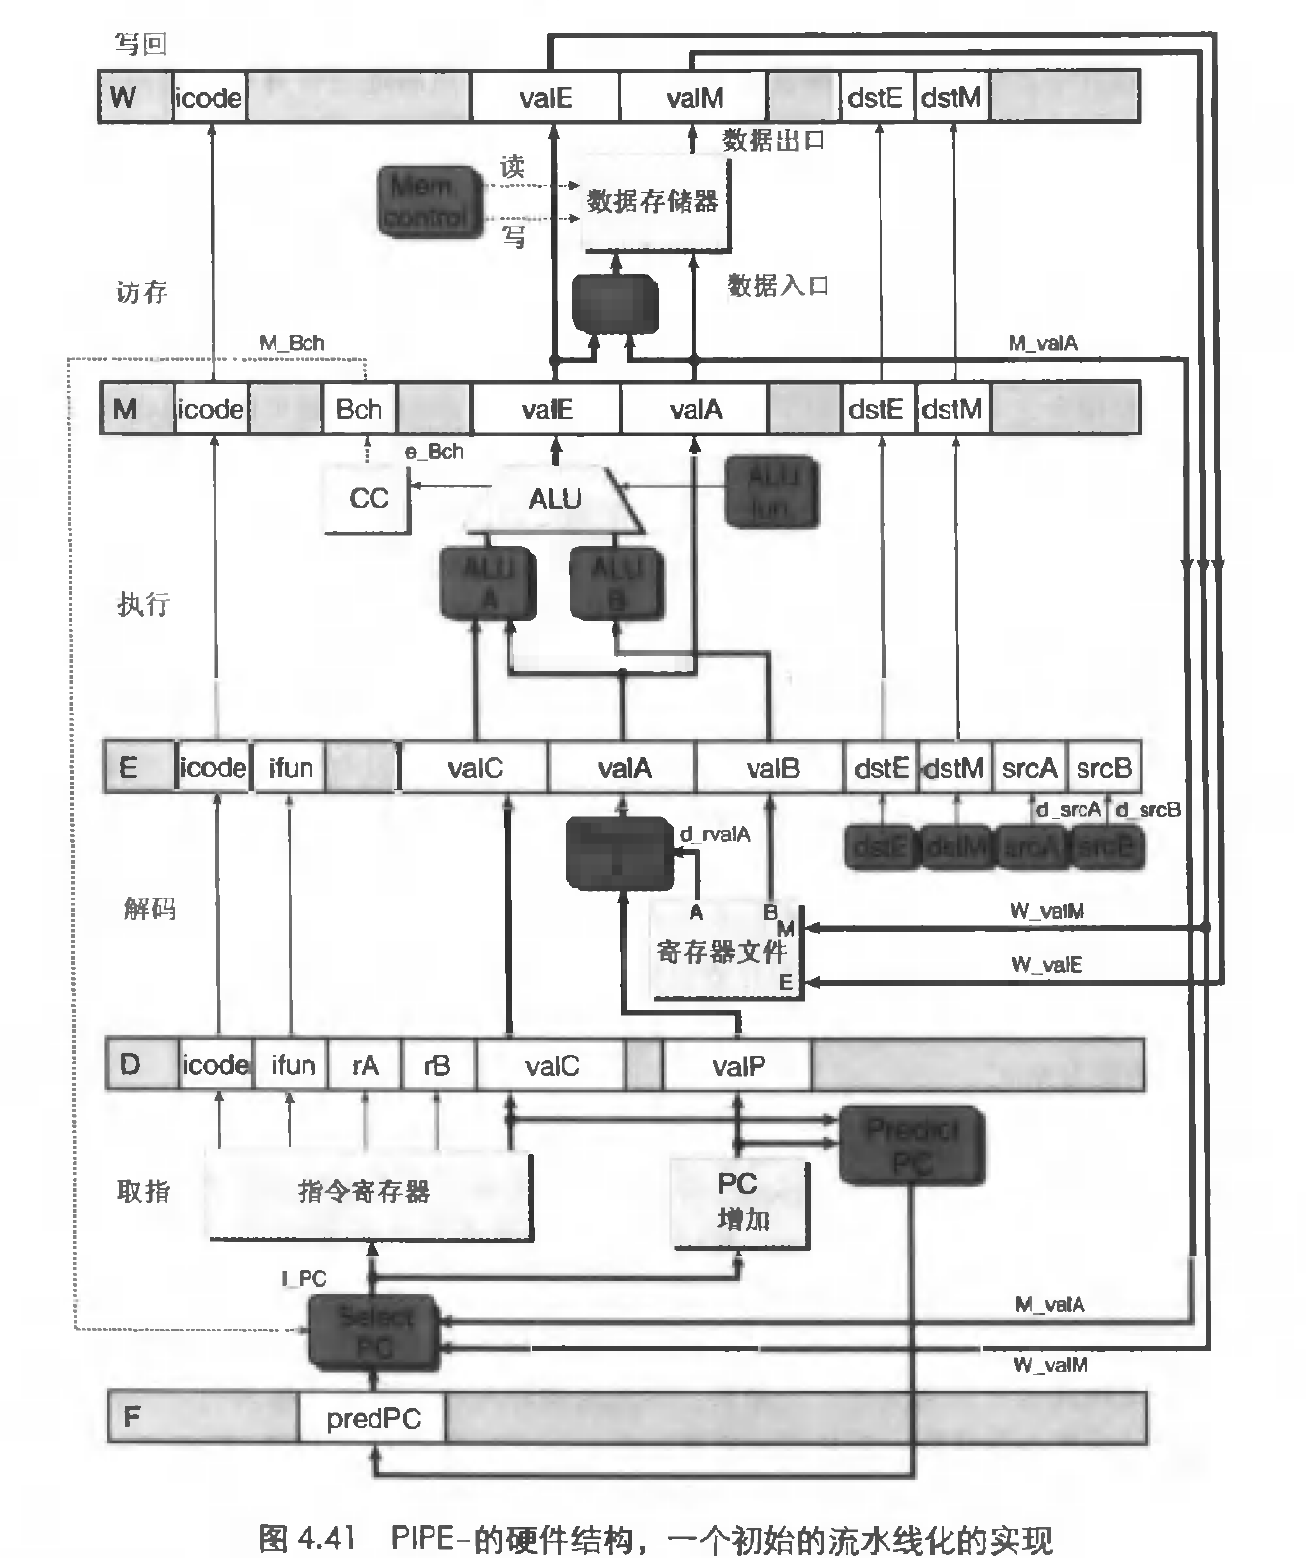 写回
W icode valE valM dstE dstM
数据出口
读
Mem. control
数据存储器
写
访存
数据入口
M_Bch
M_valA
M icode Bch valE valA dstE dstM
e_Bch
CC
ALU
ALU fun.
ALU A
ALU B
执行
E icode ifun valC valA valB dstE dstM srcA srcB
d_srcA d_srcB
d_rvalA
dstE dstM srcA srcB
解码
A B
W_valM
M
寄存器文件
W_valE
E
D icode ifun rA rB valC valP
Predict PC
取指
指令寄存器
PC 增加
I_PC
Select PC
M_valA
W_valM
F predPC
图 4.41 PIPE-的硬件结构，一个初始的流水线化的实现